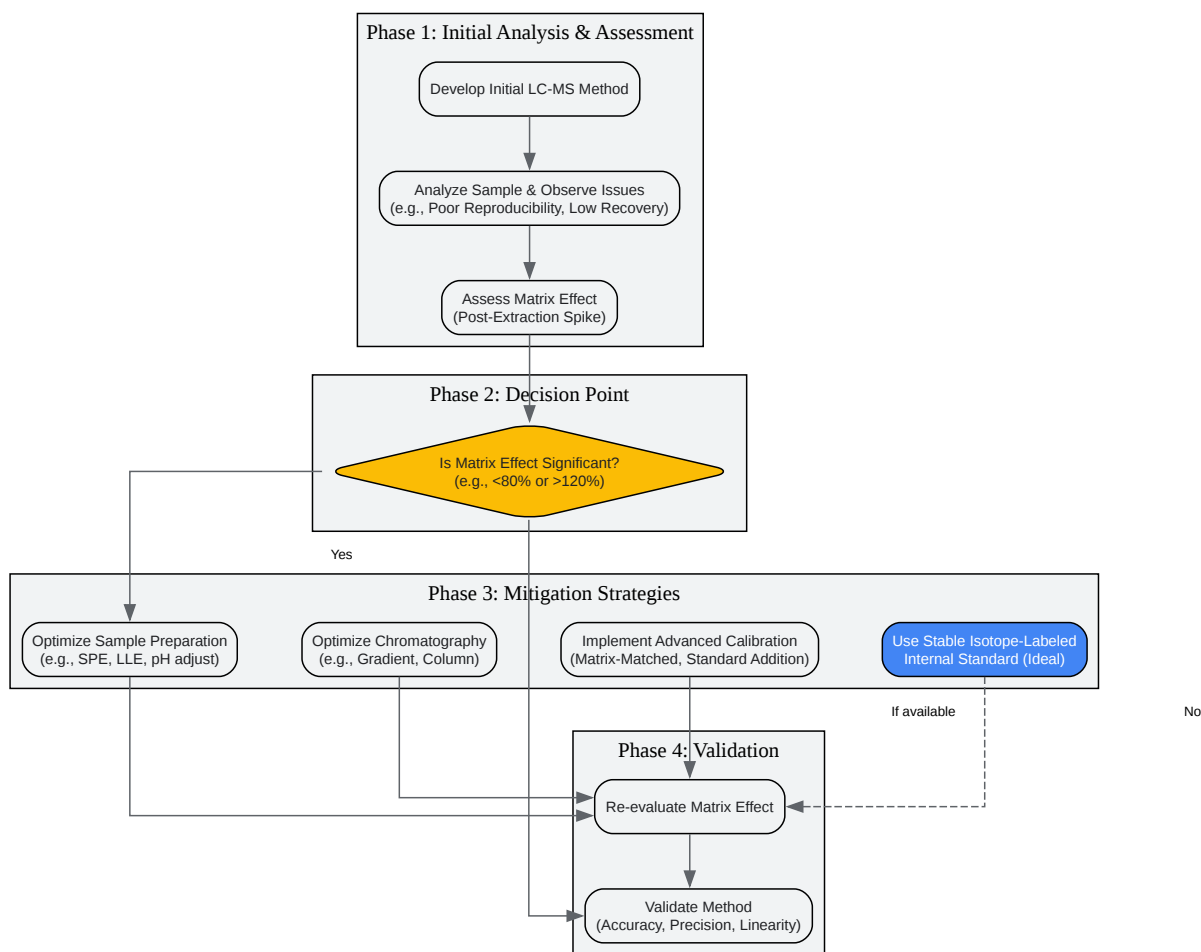 Phase 1: Initial Analysis & Assessment
Develop Initial LC-MS Method
Analyze Sample & Observe Issues
(e.g., Poor Reproducibility, Low Recovery)
Assess Matrix Effect
(Post-Extraction Spike)
Phase 2: Decision Point
Is Matrix Effect Significant?
(e.g., <80% or >120%)
Yes
Phase 3: Mitigation Strategies
Optimize Sample Preparation
(e.g., SPE, LLE, pH adjust)
Optimize Chromatography
(e.g., Gradient, Column)
Implement Advanced Calibration
(Matrix-Matched, Standard Addition)
Use Stable Isotope-Labeled
Internal Standard (Ideal)
If available
No
Phase 4: Validation
Re-evaluate Matrix Effect
Validate Method
(Accuracy, Precision, Linearity)